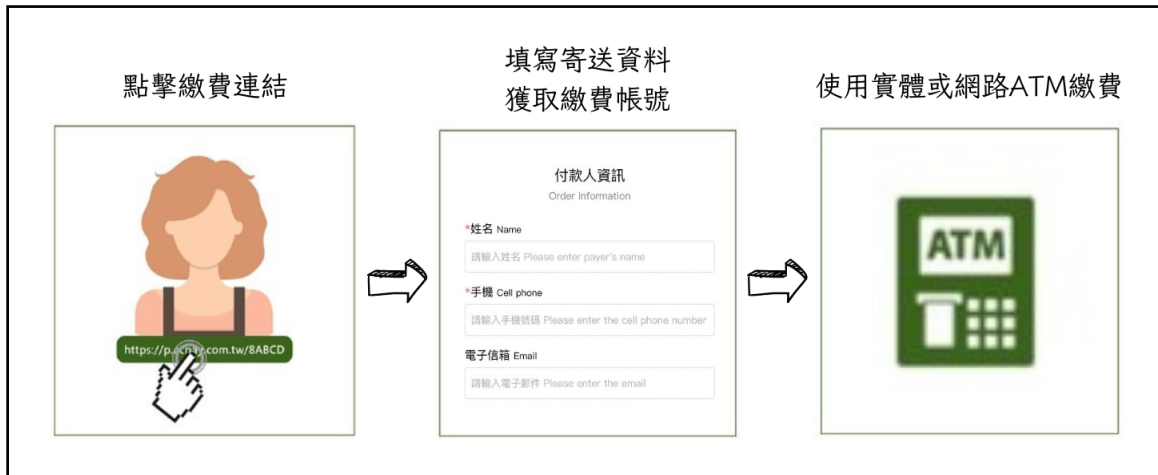 點擊繳費連結
填寫寄送資料
獲取繳費帳號
使用實體或網路ATM繳費
https://p. .com.tw/8ABCD
付款人資訊
Order Information
*姓名 Name
請輸入姓名 Please enter payer's name
*手機 Cell phone
請輸入手機號碼 Please enter the cell phone number
電子信箱 Email
請輸入電子郵件 Please enter the email
ATM